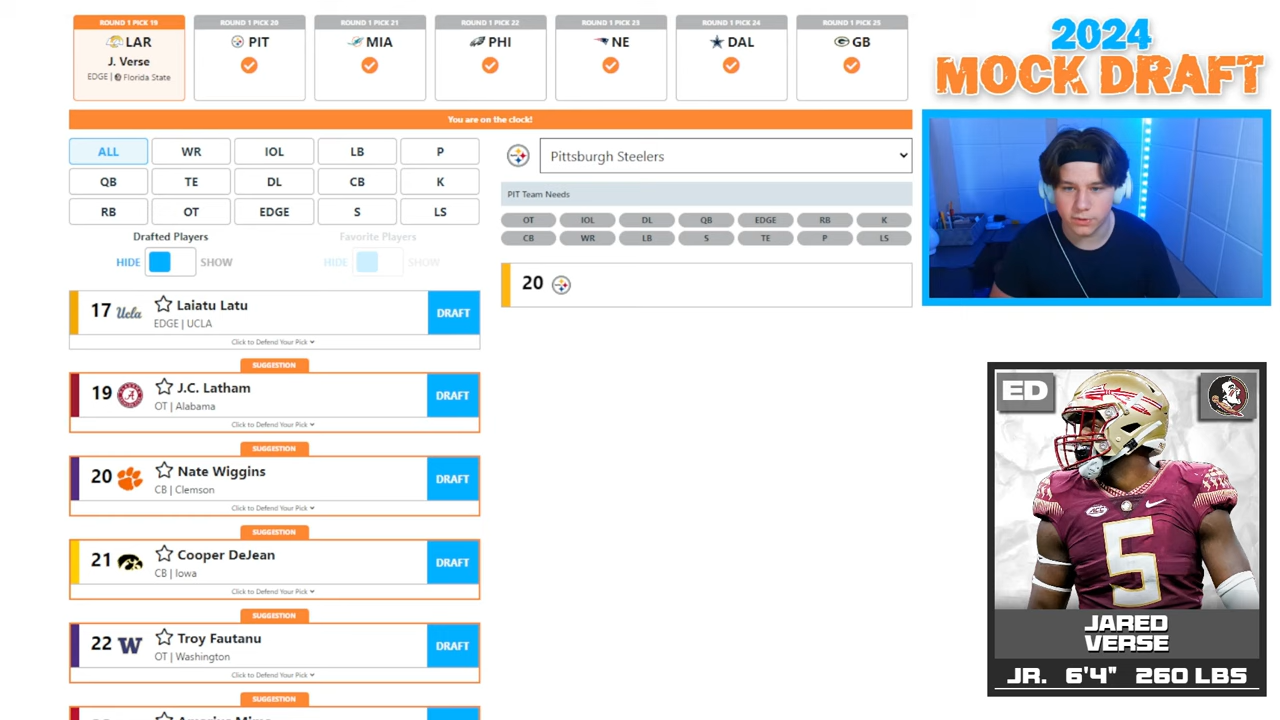 ROUND 1 PICK 19
LAR
J. Verse
EDGE | Florida State
ROUND 1 PICK 20
PIT
ROUND 1 PICK 21
MIA
ROUND 1 PICK 22
PHI
ROUND 1 PICK 23
NE
ROUND 1 PICK 24
DAL
ROUND 1 PICK 25
GB
2024
MOCK DRAFT
You are on the clock!
ALL WR IOL LB P
QB TE DL CB K
RB OT EDGE S LS
Drafted Players
HIDE SHOW
Favorite Players
HIDE SHOW
Pittsburgh Steelers
PIT Team Needs
OT IOL DL QB EDGE RB K
CB WR LB S TE P LS
20
17 Ucla Laiatu Latu
EDGE | UCLA
DRAFT
Click to Defend Your Pick
SUGGESTION
19 J.C. Latham
OT | Alabama
DRAFT
Click to Defend Your Pick
SUGGESTION
20 Nate Wiggins
CB | Clemson
DRAFT
Click to Defend Your Pick
SUGGESTION
21 Cooper DeJean
CB | Iowa
DRAFT
Click to Defend Your Pick
SUGGESTION
22 W Troy Fautanu
OT | Washington
DRAFT
Click to Defend Your Pick
SUGGESTION
ED
ACC
5
JARED
VERSE
JR. 6'4" 260 LBS